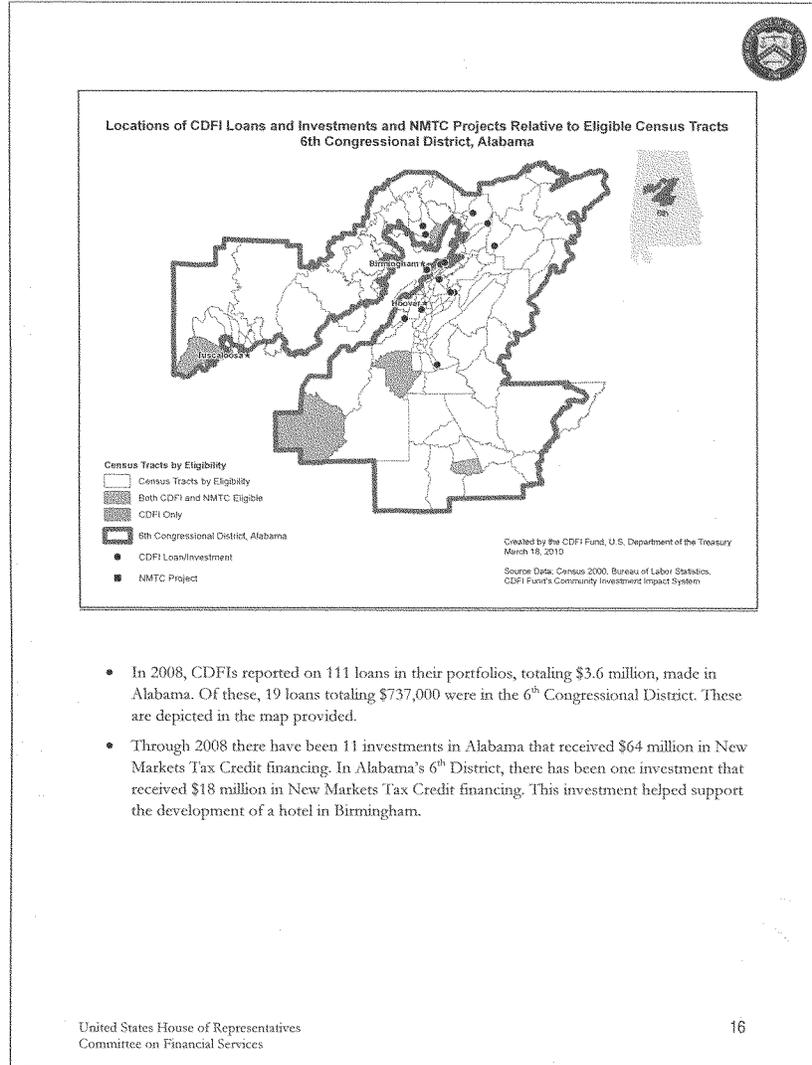 Locations of CDFI Loans and Investments and NMTC Projects Relative to Eligible Census Tracts
6th Congressional District, Alabama
6th
Birmingham
Hoover
Tuscaloosa
Census Tracts by Eligibility
Census Tracts by Eligibility
Both CDFI and NMTC Eligible
CDFI Only
6th Congressional District, Alabama
CDFI Loan/Investment
NMTC Project
Created by the CDFI Fund, U.S. Department of the Treasury
March 18, 2010
Source Data: Census 2000, Bureau of Labor Statistics,
CDFI Fund's Community Investment Impact System
• In 2008, CDFIs reported on 111 loans in their portfolios, totaling $3.6 million, made in
Alabama. Of these, 19 loans totaling $737,000 were in the 6th Congressional District. These
are depicted in the map provided.
• Through 2008 there have been 11 investments in Alabama that received $64 million in New
Markets Tax Credit financing. In Alabama's 6th District, there has been one investment that
received $18 million in New Markets Tax Credit financing. This investment helped support
the development of a hotel in Birmingham.
United States House of Representatives
Committee on Financial Services
16